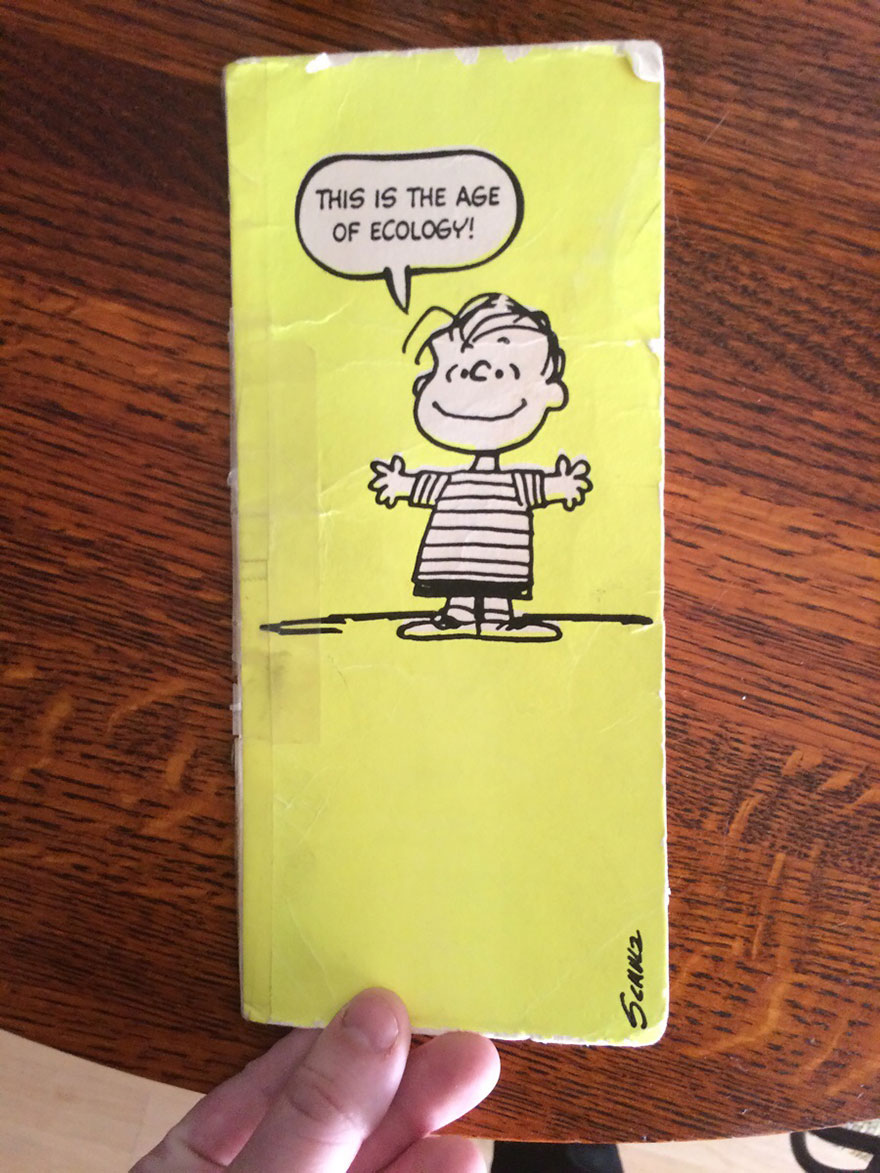 THIS IS THE AGE
OF ECOLOGY!
SCHULZ